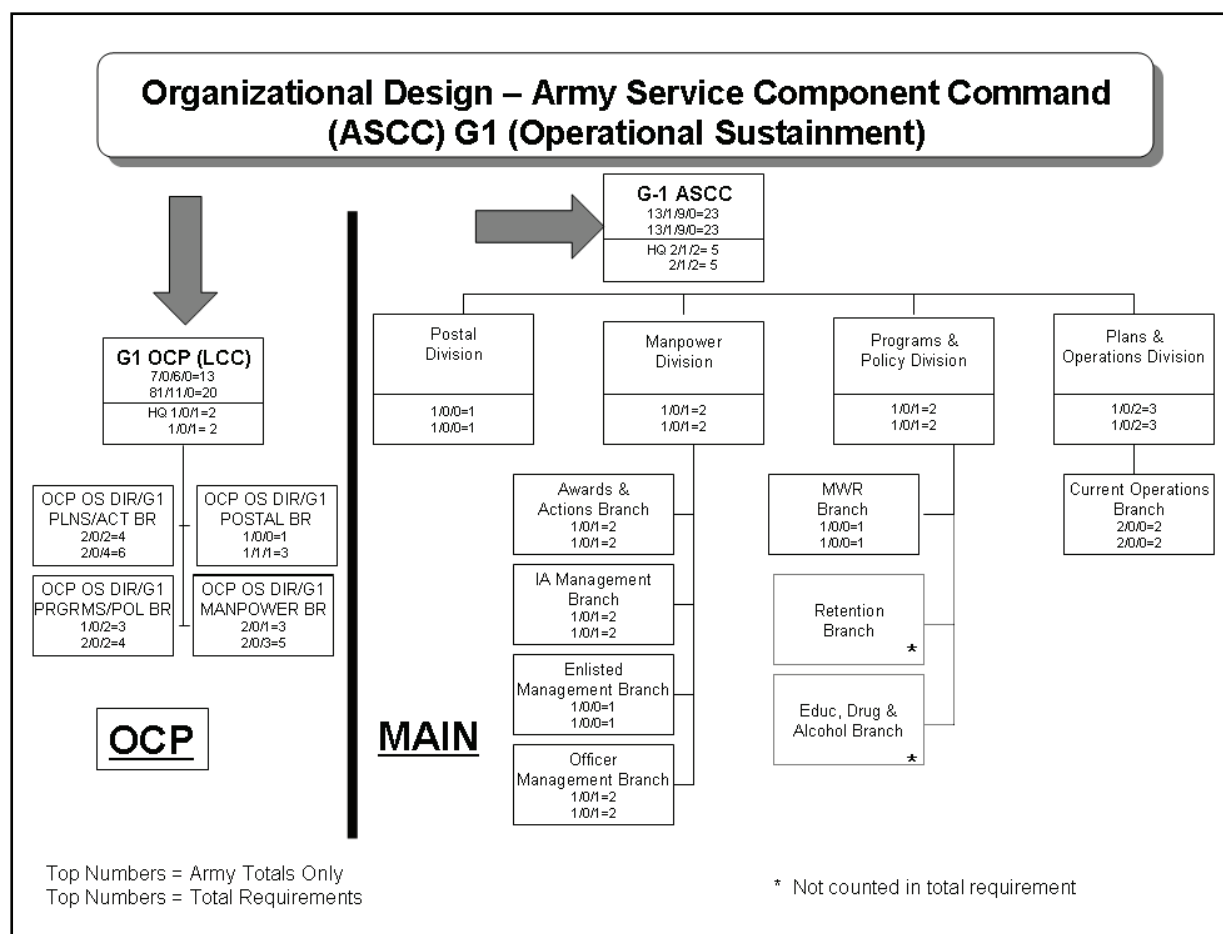 Organizational Design – Army Service Component Command
(ASCC) G1 (Operational Sustainment)
G1 OCP (LCC)
7/0/6/0=13
81/11/0=20
HQ 1/0/1=2
1/0/1= 2
OCP OS DIR/G1
PLNS/ACT BR
2/0/2=4
2/0/4=6
OCP OS DIR/G1
POSTAL BR
1/0/0=1
1/1/1=3
OCP OS DIR/G1
PRGRMS/POL BR
1/0/2=3
2/0/2=4
OCP OS DIR/G1
MANPOWER BR
2/0/1=3
2/0/3=5
OCP
G-1 ASCC
13/1/9/0=23
13/1/9/0=23
HQ 2/1/2= 5
2/1/2= 5
Postal
Division
1/0/0=1
1/0/0=1
Manpower
Division
1/0/1=2
1/0/1=2
Programs &
Policy Division
1/0/1=2
1/0/1=2
Plans &
Operations Division
1/0/2=3
1/0/2=3
Awards &
Actions Branch
1/0/1=2
1/0/1=2
IA Management
Branch
1/0/1=2
1/0/1=2
Enlisted
Management Branch
1/0/0=1
1/0/0=1
Officer
Management Branch
1/0/1=2
1/0/1=2
MWR
Branch
1/0/0=1
1/0/0=1
Retention
Branch
*
Educ, Drug &
Alcohol Branch
*
Current Operations
Branch
2/0/0=2
2/0/0=2
MAIN
Top Numbers = Army Totals Only
Top Numbers = Total Requirements
* Not counted in total requirement